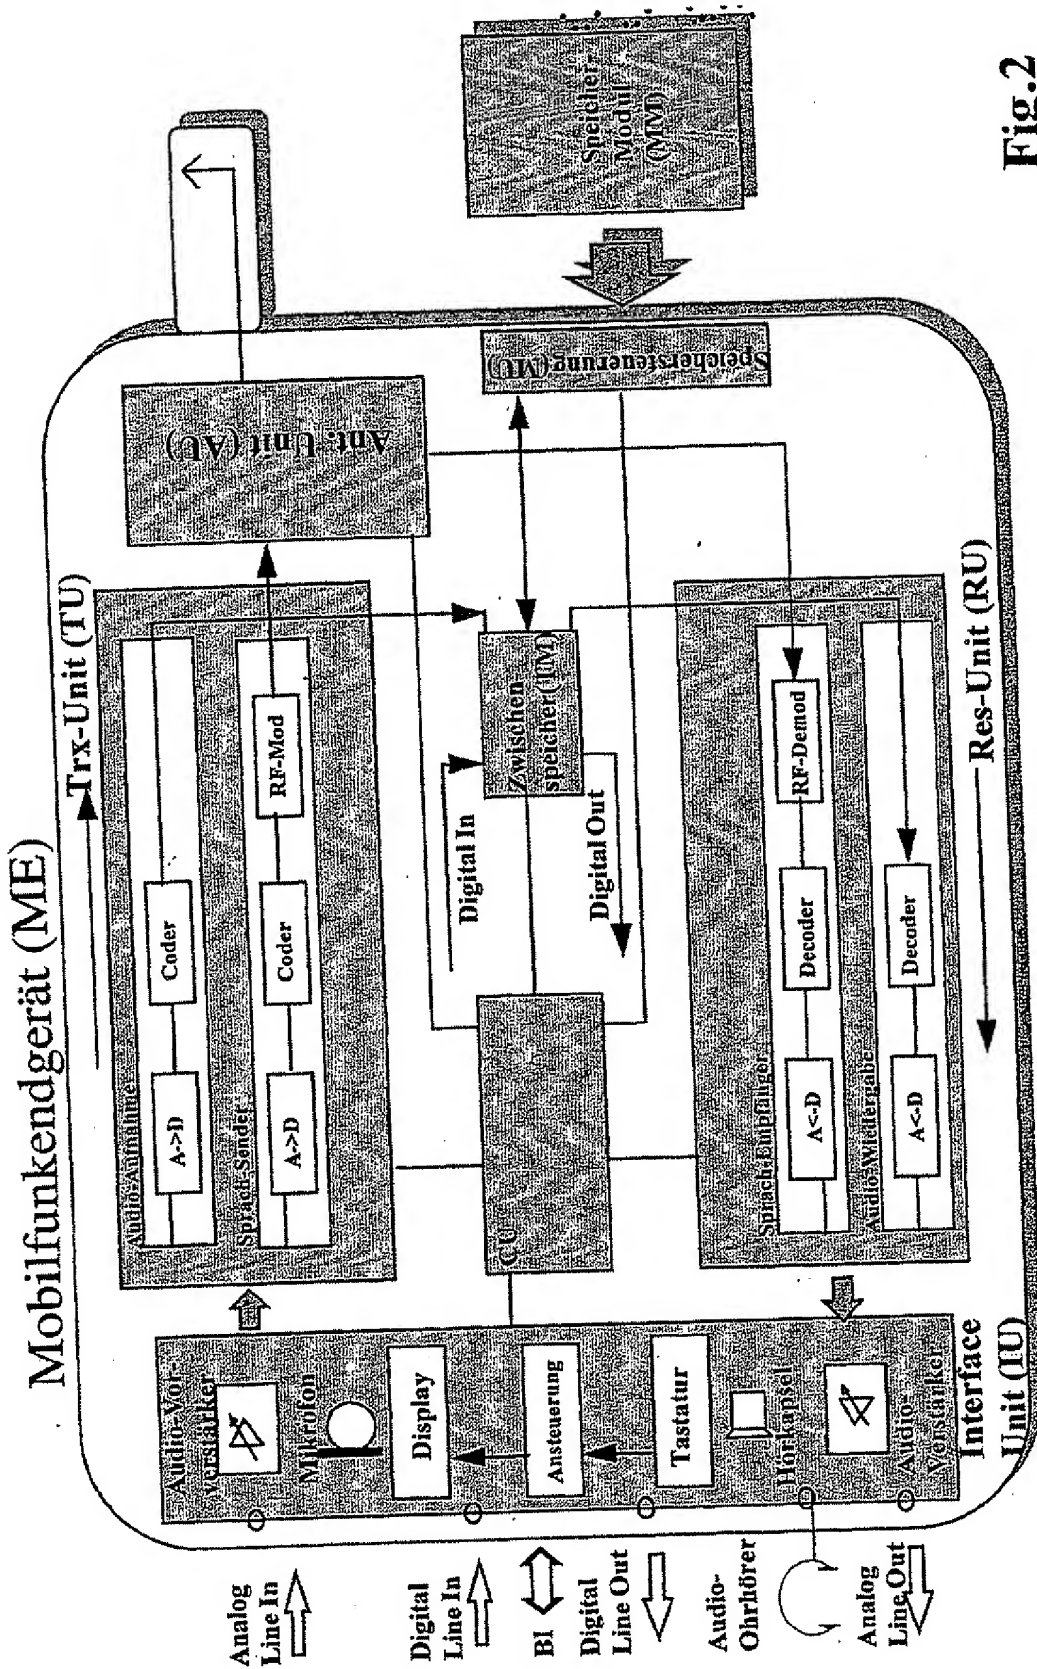 Mobilfunkendgerät (ME)
Trx-Unit (TU)
Audio-Aufnahme
A->D
Coder
Sprach-Sender
A->D
Coder
RF-Mod
Ant. Unit (AU)
Audio-Vor-
verstärker
Mikrofon
Display
Ansteuerung
Tastatur
Hörkapsel
Audio-
Verstärker
Interface
Unit (IU)
Analog
Line In
Digital
Line In
BI
Digital
Line Out
Audio-
Ohrhörer
Analog
Line Out
CU
Digital In
Digital Out
Zwischen
speicher(TM)
Speichersteuerung (MU)
Speicher-
Modul
(MM)
Sprach-Empfänger
A<-D
Decoder
RF-Demod
Audio-Wiedergabe
A<-D
Decoder
Res-Unit (RU)
Fig.2